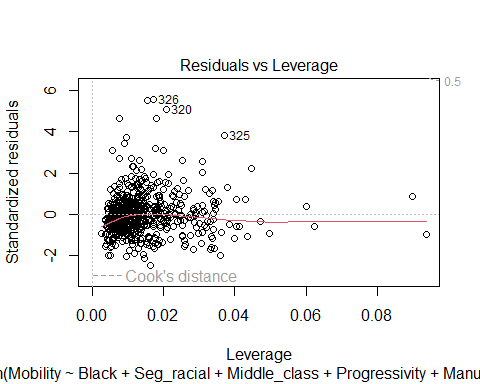 Residuals vs Leverage
0.5
6
4
2
0
-2
Standardized residuals
326
320
325
Cook's distance
0.00 0.02 0.04 0.06 0.08
Leverage
n(Mobility ~ Black + Seg_racial + Middle_class + Progressivity + Manu